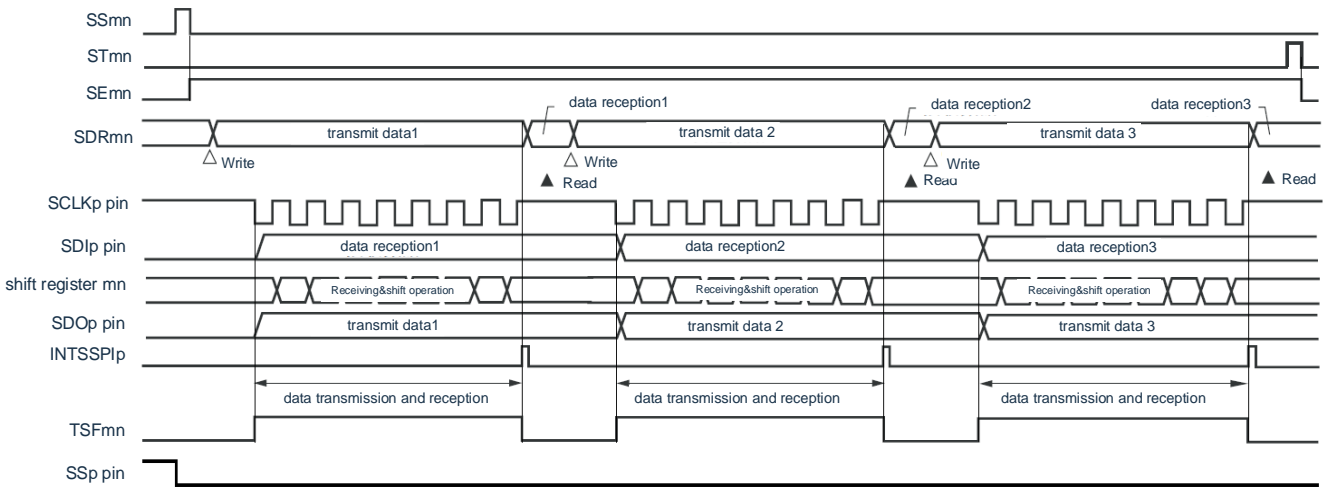 SSmn
STmn
SEmn
data reception1
data reception2
data reception3
SDRmn
transmit data1
transmit data 2
transmit data 3
Write
Write
Write
Read
Read
Read
SCLKp pin
SDIp pin
data reception1
data reception2
data reception3
shift register mn
Receiving&shift operation
Receiving&shift operation
Receiving&shift operation
SDOp pin
transmit data1
transmit data 2
transmit data 3
INTSSPIp
data transmission and reception
data transmission and reception
data transmission and reception
TSFmn
SSp pin